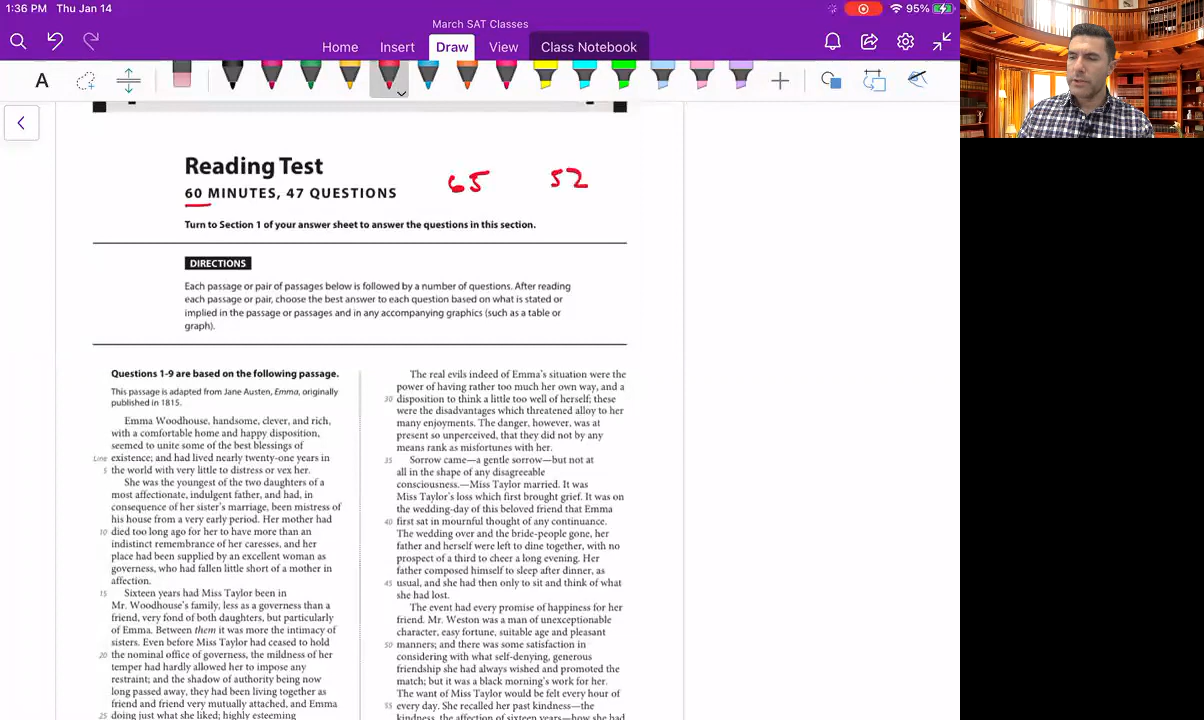 1:36 PM Thu Jan 14
95%
March SAT Classes
Home Insert Draw View Class Notebook
A
Reading Test
60 MINUTES, 47 QUESTIONS
65 52
Turn to Section 1 of your answer sheet to answer the questions in this section.
DIRECTIONS
Each passage or pair of passages below is followed by a number of questions. After reading
each passage or pair, choose the best answer to each question based on what is stated or
implied in the passage or passages and in any accompanying graphics (such as a table or
graph).
Questions 1-9 are based on the following passage.
This passage is adapted from Jane Austen, Emma, originally
published in 1815.
Emma Woodhouse, handsome, clever, and rich,
with a comfortable home and happy disposition,
seemed to unite some of the best blessings of
Line existence; and had lived nearly twenty-one years in
5 the world with very little to distress or vex her.
She was the youngest of the two daughters of a
most affectionate, indulgent father, and had, in
consequence of her sister's marriage, been mistress of
his house from a very early period. Her mother had
10 died too long ago for her to have more than an
indistinct remembrance of her caresses, and her
place had been supplied by an excellent woman as
governess, who had fallen little short of a mother in
affection.
15 Sixteen years had Miss Taylor been in
Mr. Woodhouse's family, less as a governess than a
friend, very fond of both daughters, but particularly
of Emma. Between them it was more the intimacy of
sisters. Even before Miss Taylor had ceased to hold
20 the nominal office of governess, the mildness of her
temper had hardly allowed her to impose any
restraint; and the shadow of authority being now
long passed away, they had been living together as
friend and friend very mutually attached, and Emma
25 doing just what she liked; highly esteeming
The real evils indeed of Emma's situation were the
power of having rather too much her own way, and a
30 disposition to think a little too well of herself; these
were the disadvantages which threatened alloy to her
many enjoyments. The danger, however, was at
present so unperceived, that they did not by any
means rank as misfortunes with her.
35 Sorrow came—a gentle sorrow—but not at
all in the shape of any disagreeable
consciousness.—Miss Taylor married. It was
Miss Taylor's loss which first brought grief. It was on
the wedding-day of this beloved friend that Emma
40 first sat in mournful thought of any continuance.
The wedding over and the bride-people gone, her
father and herself were left to dine together, with no
prospect of a third to cheer a long evening. Her
father composed himself to sleep after dinner, as
45 usual, and she had then only to sit and think of what
she had lost.
The event had every promise of happiness for her
friend. Mr. Weston was a man of unexceptionable
character, easy fortune, suitable age and pleasant
50 manners; and there was some satisfaction in
considering with what self-denying, generous
friendship she had always wished and promoted the
match; but it was a black morning's work for her.
The want of Miss Taylor would be felt every hour of
55 every day. She recalled her past kindness—the
kindness, the affection of sixteen years—how she had